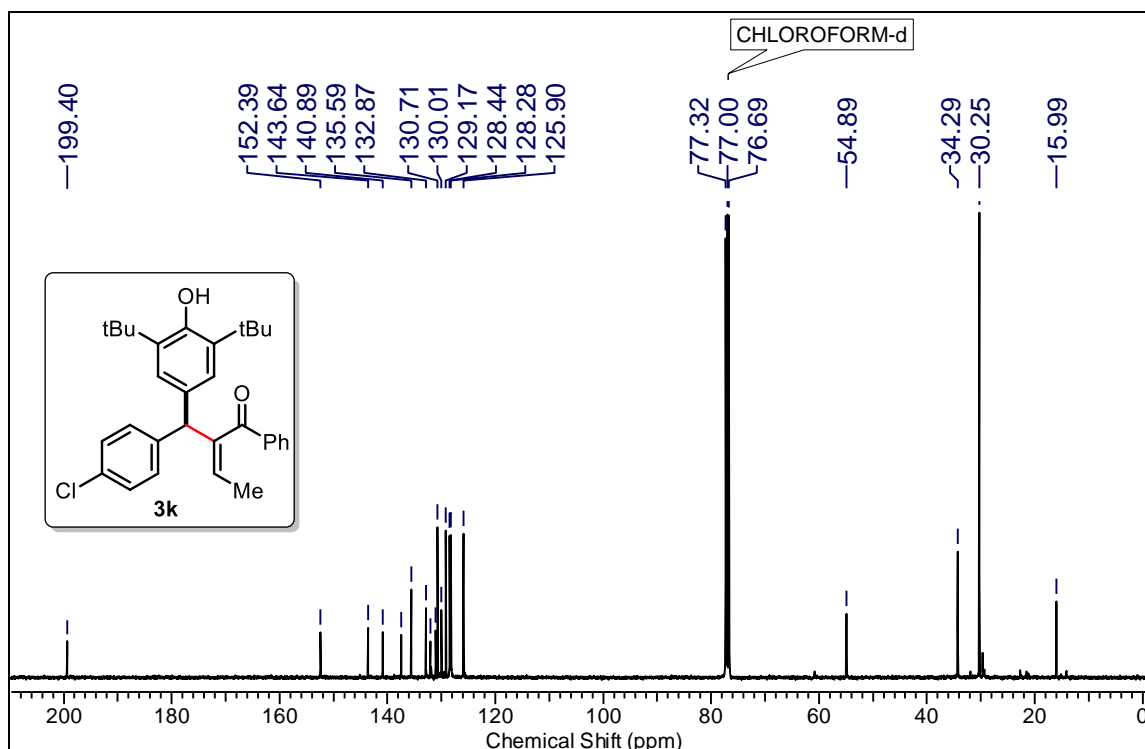 CHLOROFORM-d
199.40
152.39
143.64
140.89
135.59
132.87
130.71
130.01
129.17
128.44
128.28
125.90
77.32
77.00
76.69
54.89
34.29
30.25
15.99
OH
tBu tBu
O
Ph
Cl Me
3k
200 180 160 140 120 100 80 60 40 20 0
Chemical Shift (ppm)